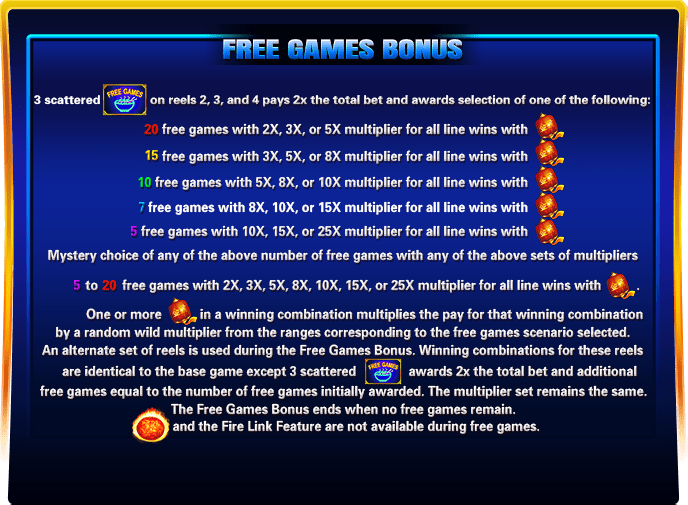 FREE GAMES BONUS
3 scattered FREE GAMES on reels 2, 3, and 4 pays 2x the total bet and awards selection of one of the following:
20 free games with 2X, 3X, or 5X multiplier for all line wins with
15 free games with 3X, 5X, or 8X multiplier for all line wins with
10 free games with 5X, 8X, or 10X multiplier for all line wins with
7 free games with 8X, 10X, or 15X multiplier for all line wins with
5 free games with 10X, 15X, or 25X multiplier for all line wins with
Mystery choice of any of the above number of free games with any of the above sets of multipliers
5 to 20 free games with 2X, 3X, 5X, 8X, 10X, 15X, or 25X multiplier for all line wins with .
One or more in a winning combination multiplies the pay for that winning combination
by a random wild multiplier from the ranges corresponding to the free games scenario selected.
An alternate set of reels is used during the Free Games Bonus. Winning combinations for these reels
are identical to the base game except 3 scattered FREE GAMES awards 2x the total bet and additional
free games equal to the number of free games initially awarded. The multiplier set remains the same.
The Free Games Bonus ends when no free games remain.
and the Fire Link Feature are not available during free games.